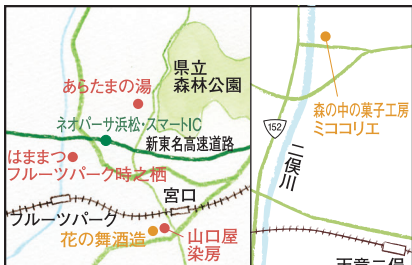 県立
森林公園
あらたまの湯
ネオパーサ浜松・スマートIC
新東名高速道路
はままつ
フルーツパーク時之栖
宮口
フルーツパーク
花の舞酒造
山口屋
染房
森の中の菓子工房
ミココリエ
152
二俣川